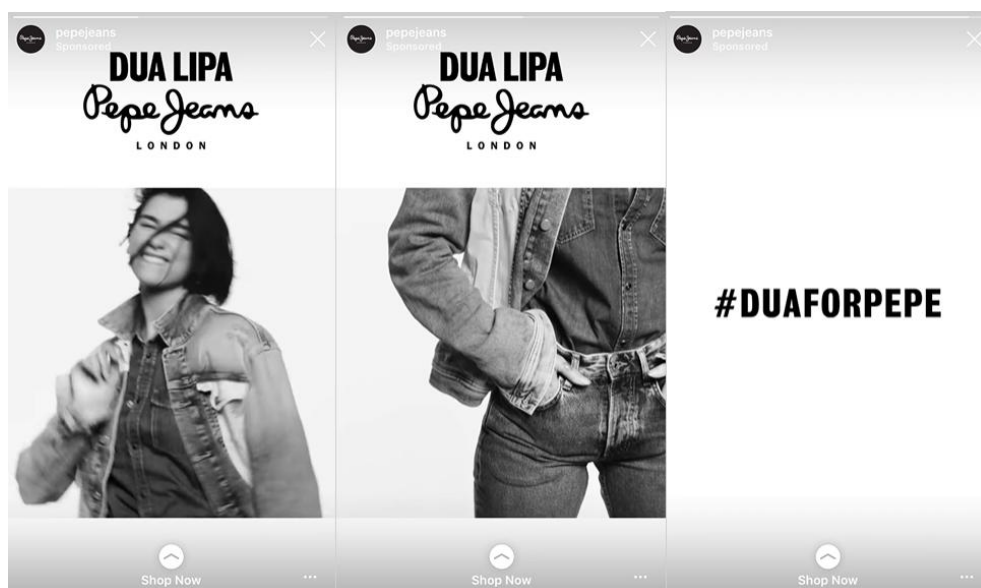 pepejeans
Sponsored
DUA LIPA
Pepe Jeans
LONDON
Shop Now
pepejeans
Sponsored
DUA LIPA
Pepe Jeans
LONDON
Shop Now
pepejeans
Sponsored
#DUAFORPEPE
Shop Now